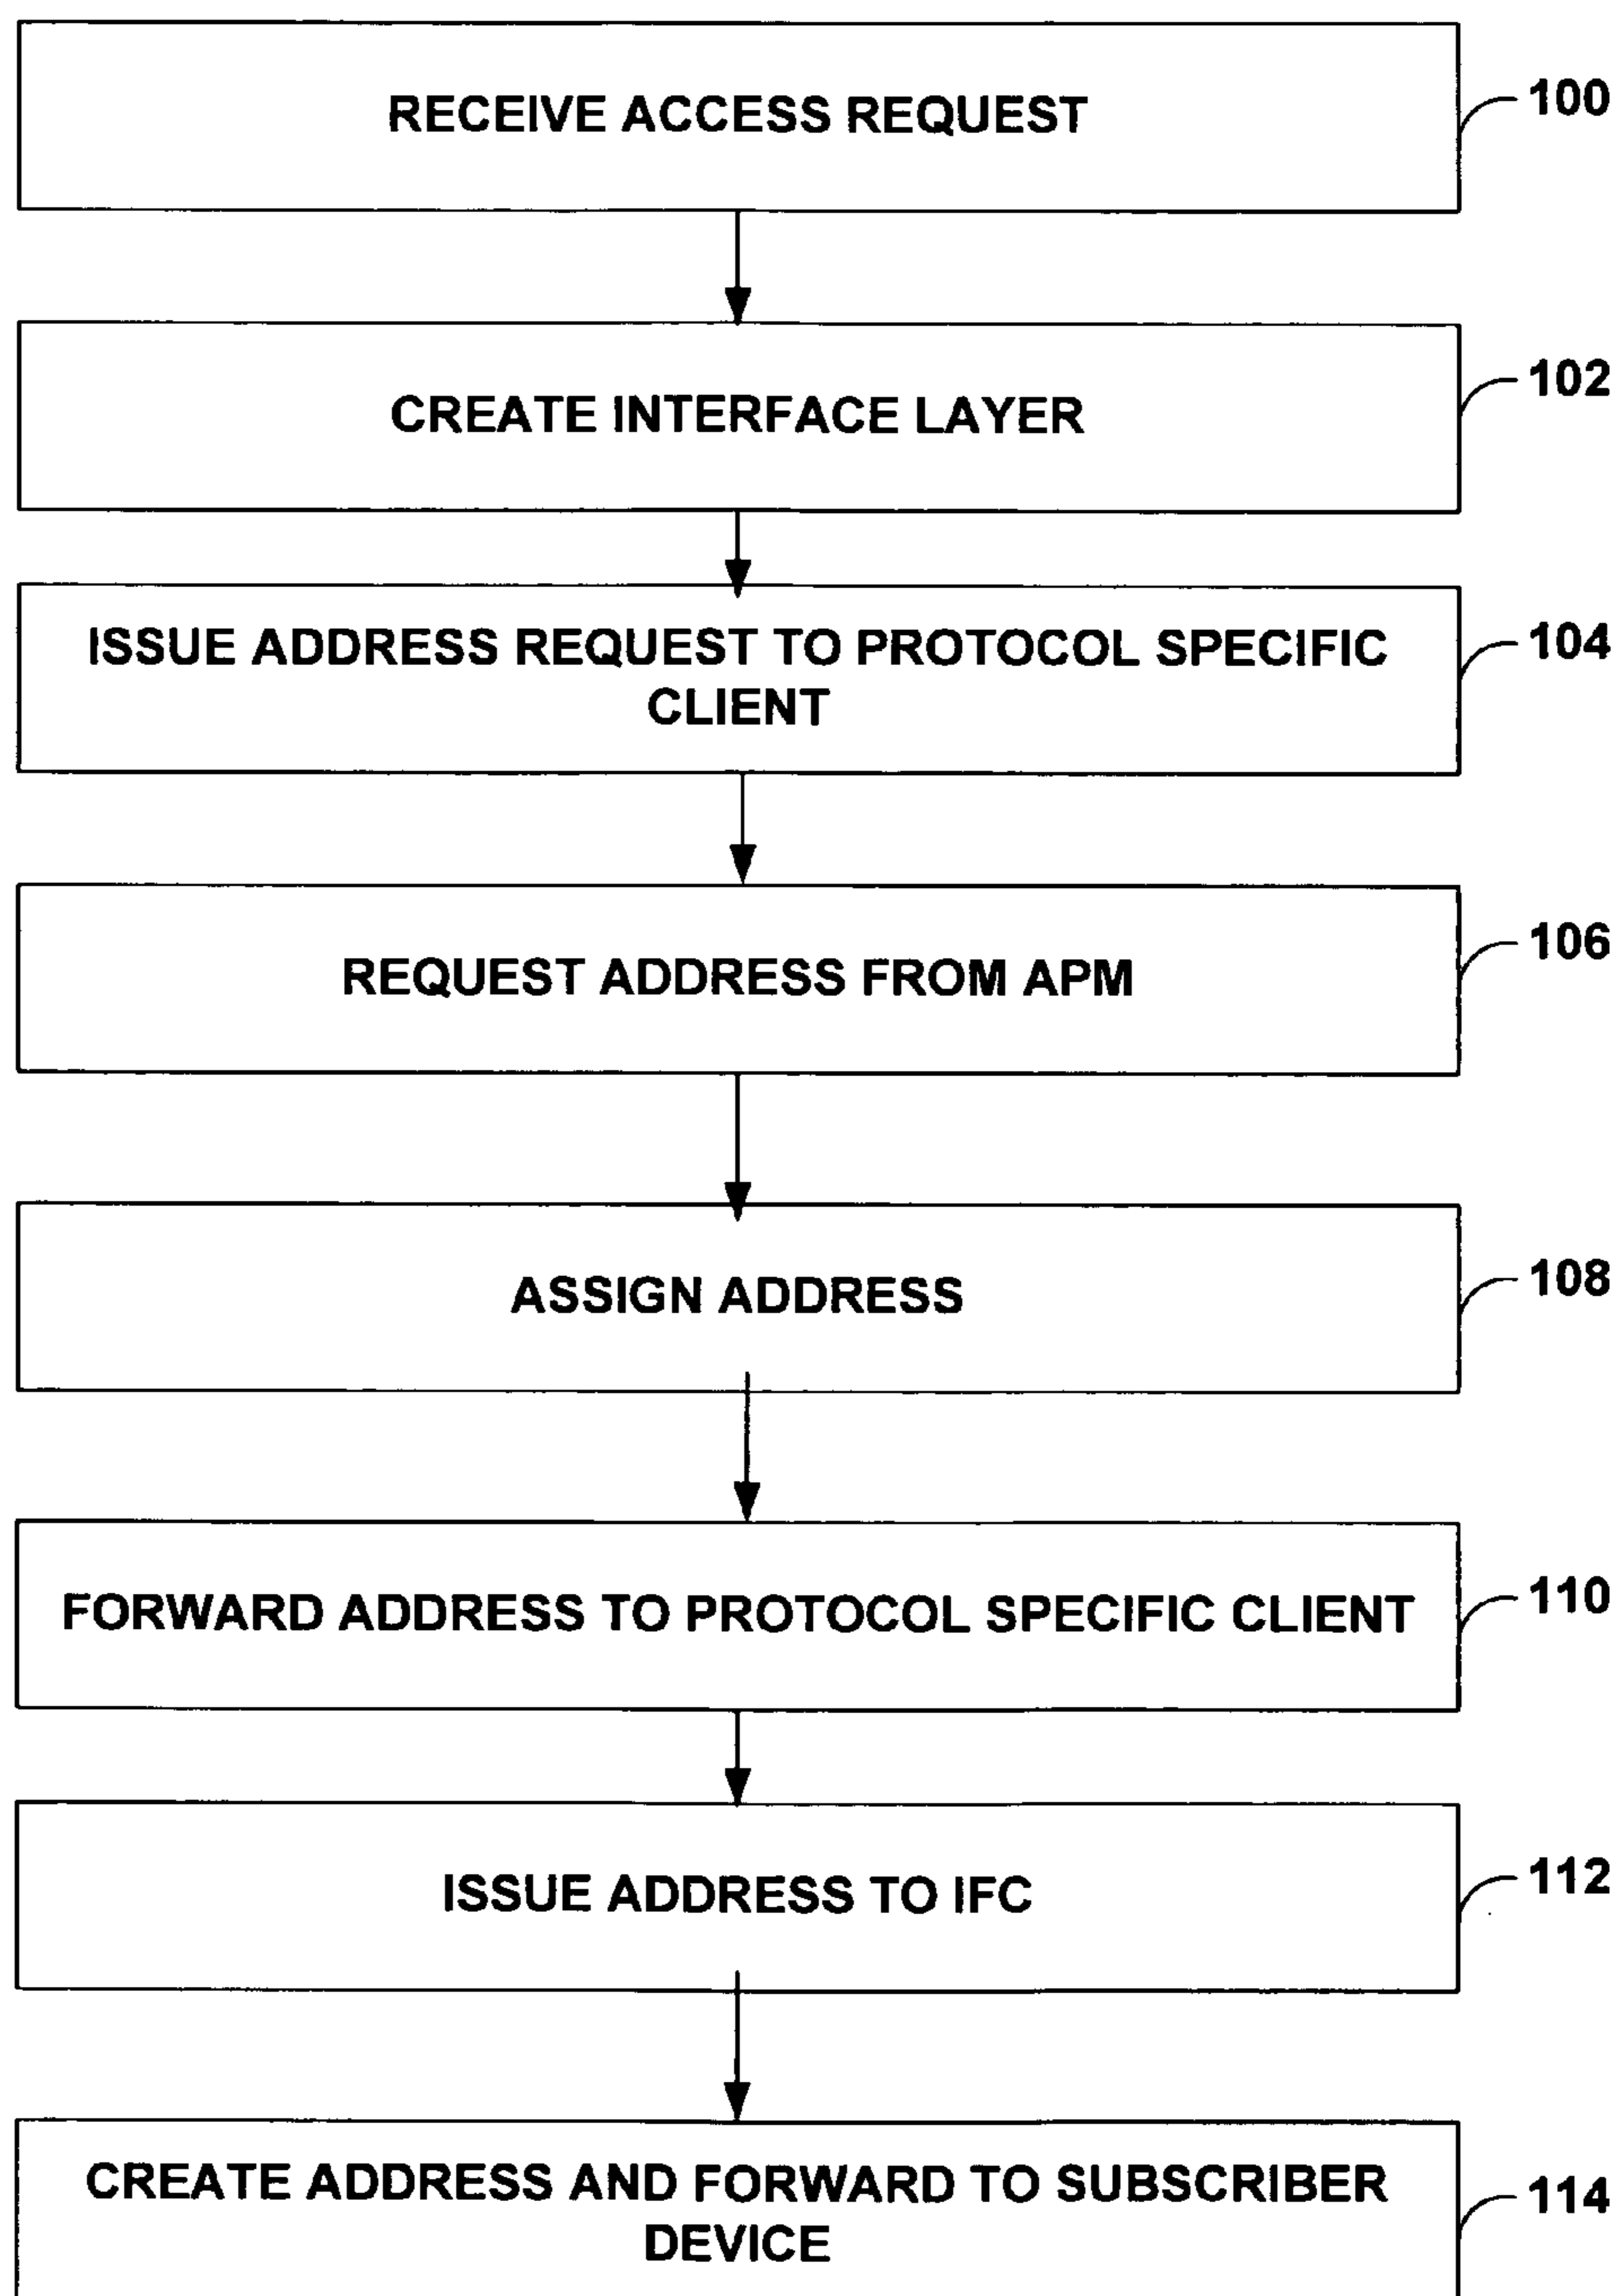 RECEIVE ACCESS REQUEST
100
CREATE INTERFACE LAYER
102
ISSUE ADDRESS REQUEST TO PROTOCOL SPECIFIC
CLIENT
104
REQUEST ADDRESS FROM APM
106
ASSIGN ADDRESS
108
FORWARD ADDRESS TO PROTOCOL SPECIFIC CLIENT
110
ISSUE ADDRESS TO IFC
112
CREATE ADDRESS AND FORWARD TO SUBSCRIBER
DEVICE
114